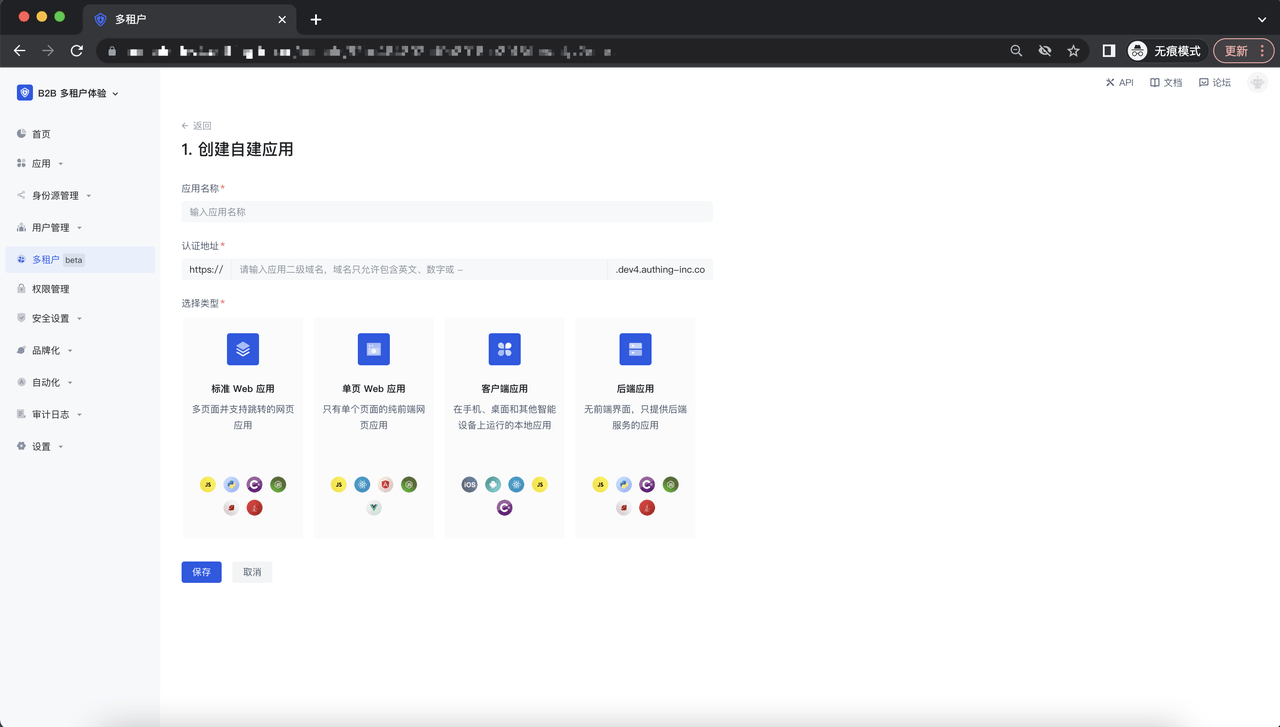 多租户
无痕模式
更新
B2B 多租户体验
API
文档
论坛
首页
应用
身份源管理
用户管理
多租户 beta
权限管理
安全设置
品牌化
自动化
审计日志
设置
返回
1. 创建自建应用
应用名称*
输入应用名称
认证地址*
https://
请输入应用二级域名，域名只允许包含英文、数字或 -
.dev4.authing-inc.co
选择类型*
标准 Web 应用
多页面并支持跳转的网页
应用
JS
单页 Web 应用
只有单个页面的纯前端网
页应用
JS
客户端应用
在手机、桌面和其他智能
设备上运行的本地应用
iOS
JS
后端应用
无前端界面，只提供后端
服务的应用
JS
保存
取消